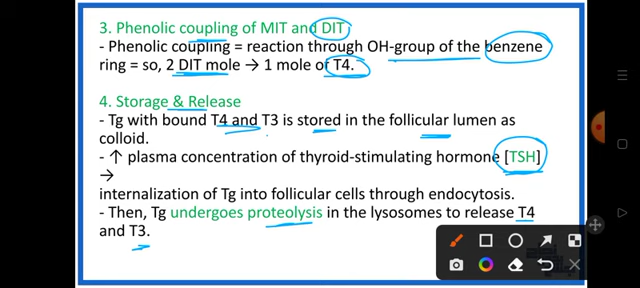 3. Phenolic coupling of MIT and DIT
- Phenolic coupling = reaction through OH-group of the benzene
ring = so, 2 DIT mole → 1 mole of T4.
4. Storage & Release
- Tg with bound T4 and T3 is stored in the follicular lumen as
colloid.
- ↑ plasma concentration of thyroid-stimulating hormone [TSH]
→
internalization of Tg into follicular cells through endocytosis.
- Then, Tg undergoes proteolysis in the lysosomes to release T4
and T3.